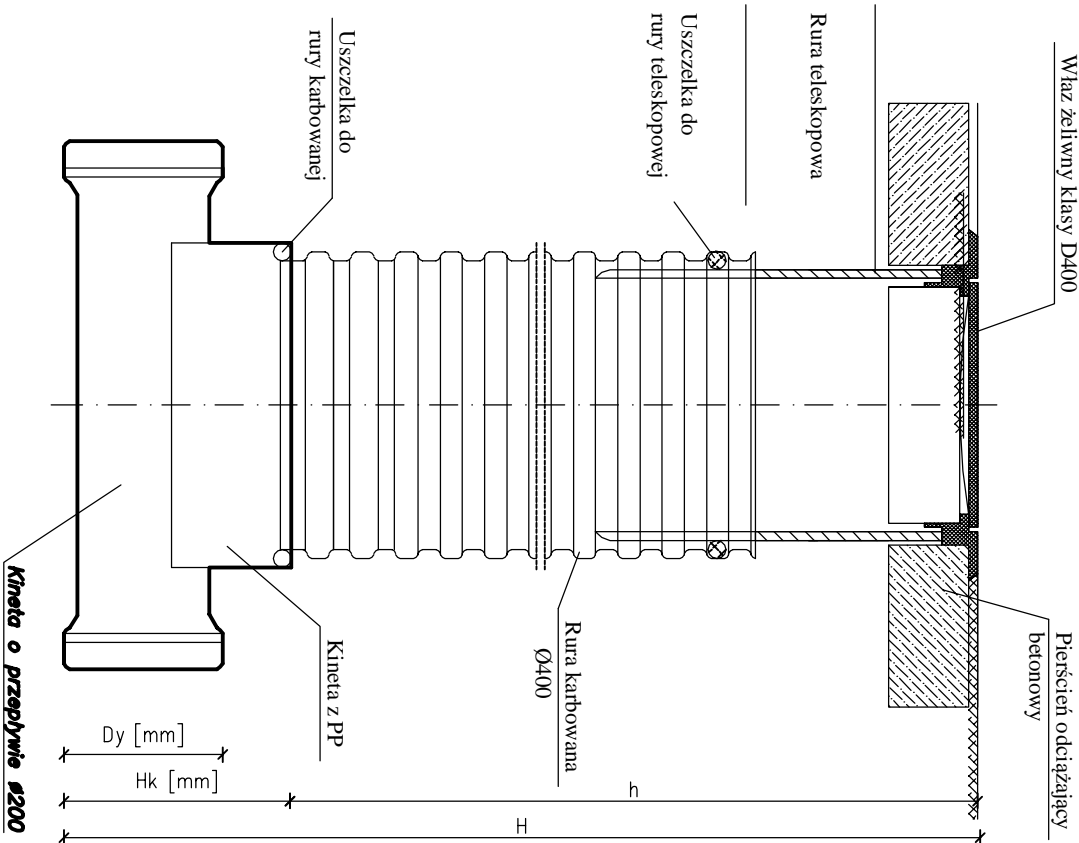 Właz żeliwny klasy D400
Rura teleskopowa
Uszczelka do
rury teleskopowej
Uszczelka do
rury karbowanej
Pierścień odciążający
betonowy
Rura karbowana
Ø400
Kineta z PP
Kineta o przepływie ø200
Dy [mm]
Hk [mm]
h
H